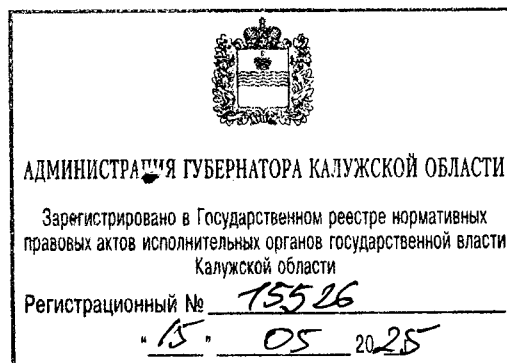 АДМИНИСТРАЦИЯ ГУБЕРНАТОРА КАЛУЖСКОЙ ОБЛАСТИ
Зарегистрировано в Государственном реестре нормативных
правовых актов исполнительных органов государственной власти
Калужской области
Регистрационный № 15526
"15" 05 2025